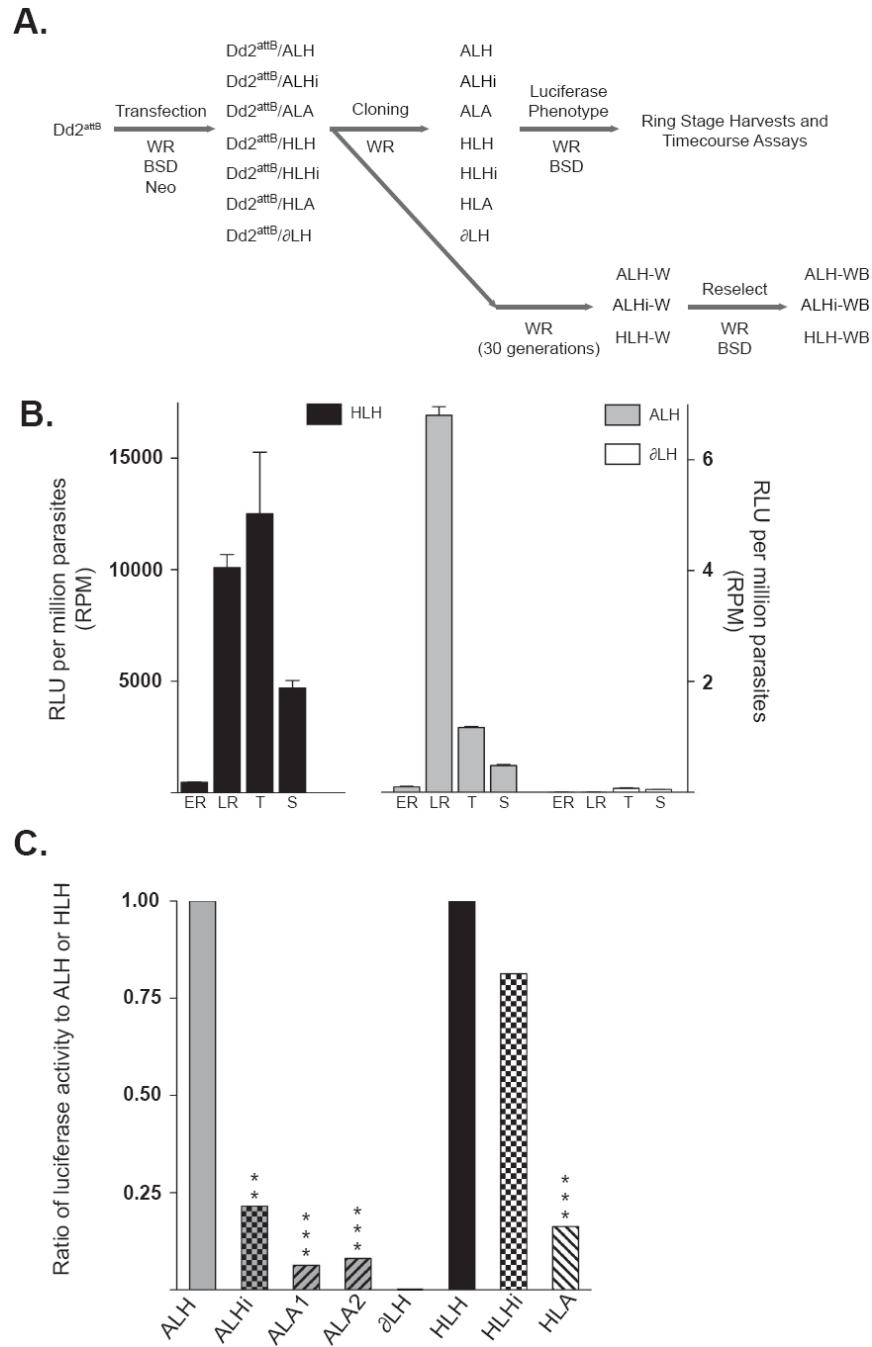 A.
Dd2attB
Transfection
WR
BSD
Neo
Dd2attB/ALH
Dd2attB/ALHi
Dd2attB/ALA
Dd2attB/HLH
Dd2attB/HLHi
Dd2attB/HLA
Dd2attB/∂LH
Cloning
WR
ALH
ALHi
ALA
HLH
HLHi
HLA
∂LH
Luciferase
Phenotype
WR
BSD
Ring Stage Harvests and
Timecourse Assays
WR
(30 generations)
ALH-W
ALHi-W
HLH-W
Reselect
WR
BSD
ALH-WB
ALHi-WB
HLH-WB
B.
HLH
ALH
∂LH
RLU per million parasites
(RPM)
15000
10000
5000
ER LR T S
ER LR T S
ER LR T S
6
4
2
RLU per million parasites
(RPM)
C.
Ratio of luciferase activity to ALH or HLH
1.00
0.75
0.50
0.25
**
***
***
***
ALH
ALHi
ALA1
ALA2
∂LH
HLH
HLHi
HLA